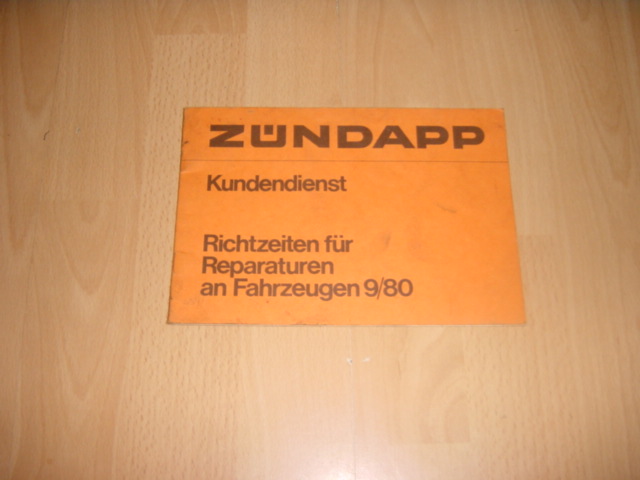 ZÜNDAPP
Kundendienst
Richtzeiten für
Reparaturen
an Fahrzeugen 9/80